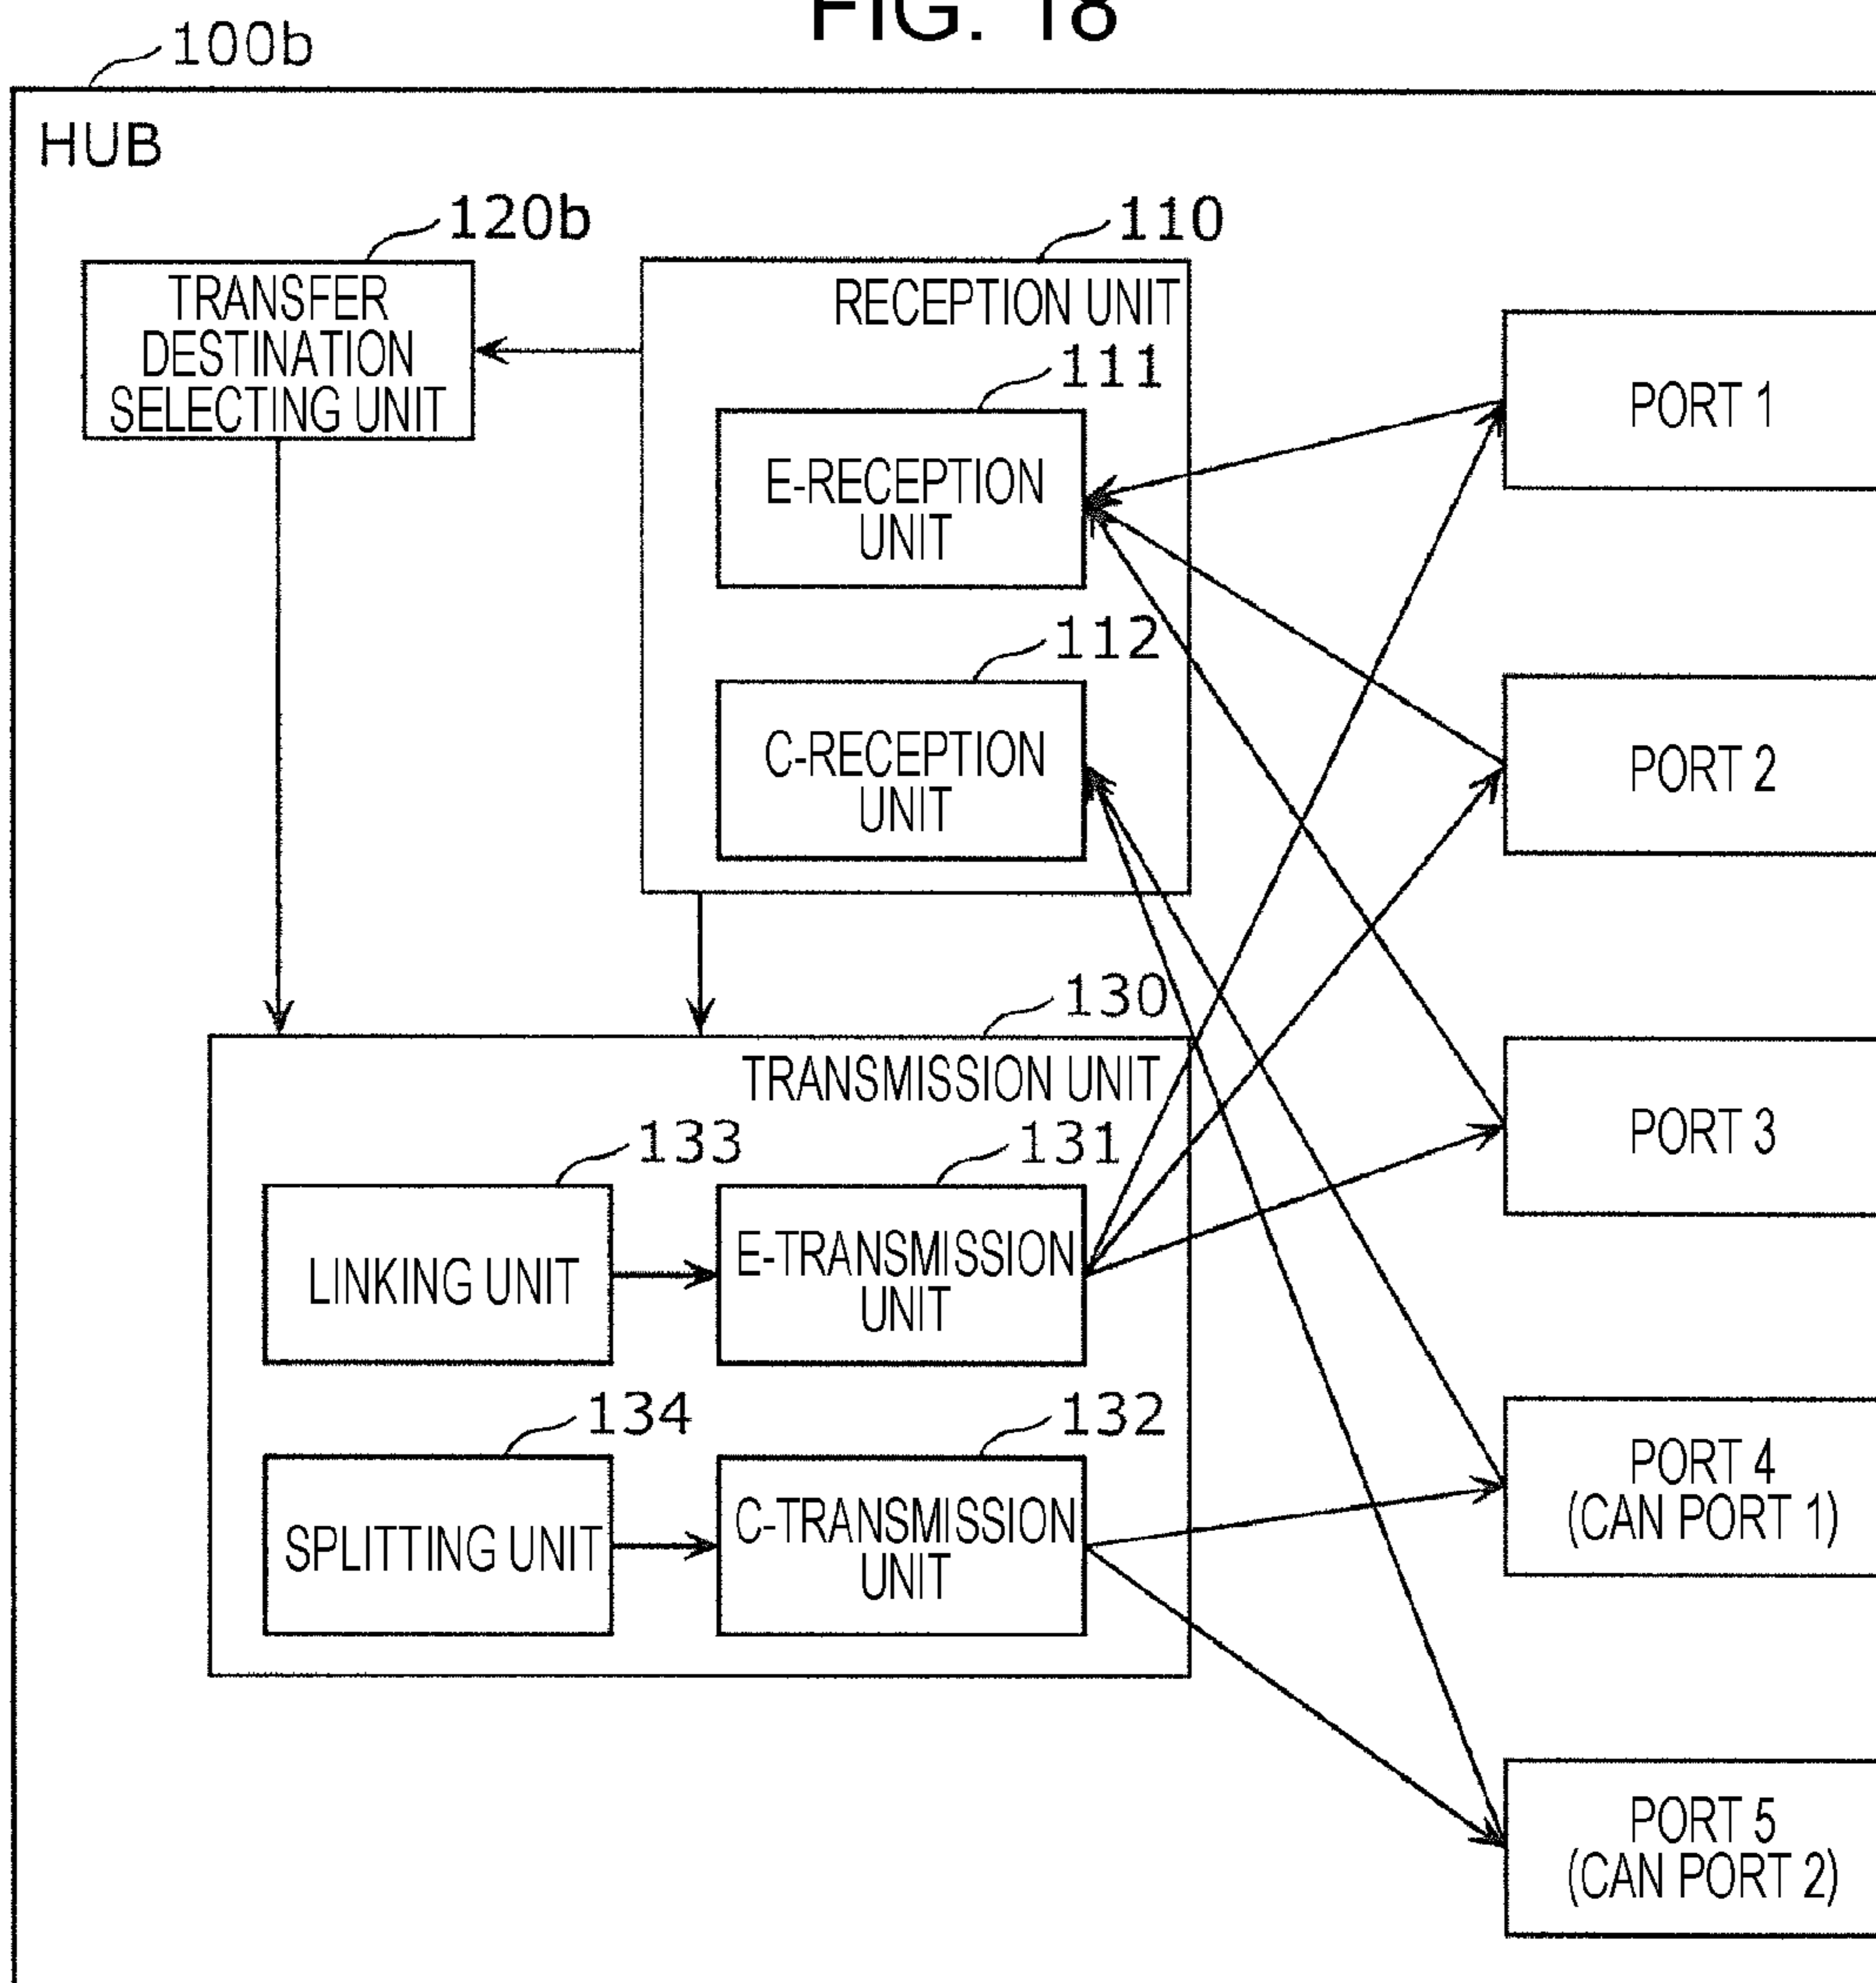 FIG. 18
100b
HUB
120b
TRANSFER
DESTINATION
SELECTING UNIT
110
RECEPTION UNIT
111
E-RECEPTION
UNIT
112
C-RECEPTION
UNIT
130
TRANSMISSION UNIT
133
LINKING UNIT
131
E-TRANSMISSION
UNIT
134
SPLITTING UNIT
132
C-TRANSMISSION
UNIT
PORT 1
PORT 2
PORT 3
PORT 4
(CAN PORT 1)
PORT 5
(CAN PORT 2)